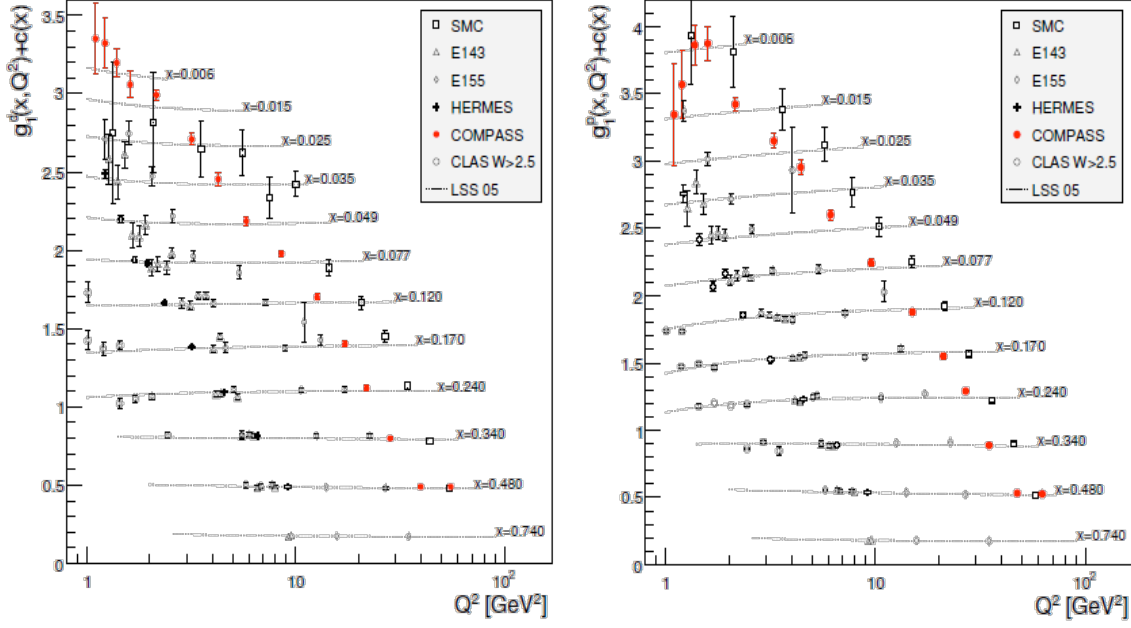 g₁ᵈ(x,Q²)+c(x)
3.5
3
2.5
2
1.5
1
0.5
0
1
10
10²
Q² [GeV²]
SMC
E143
E155
HERMES
COMPASS
CLAS W>2.5
LSS 05
x=0.006
x=0.015
x=0.025
x=0.035
x=0.049
x=0.077
x=0.120
x=0.170
x=0.240
x=0.340
x=0.480
x=0.740
g₁ᵖ(x,Q²)+c(x)
4
3.5
3
2.5
2
1.5
1
0.5
0
1
10
10²
Q² [GeV²]
SMC
E143
E155
HERMES
COMPASS
CLAS W>2.5
LSS 05
x=0.006
x=0.015
x=0.025
x=0.035
x=0.049
x=0.077
x=0.120
x=0.170
x=0.240
x=0.340
x=0.480
x=0.740